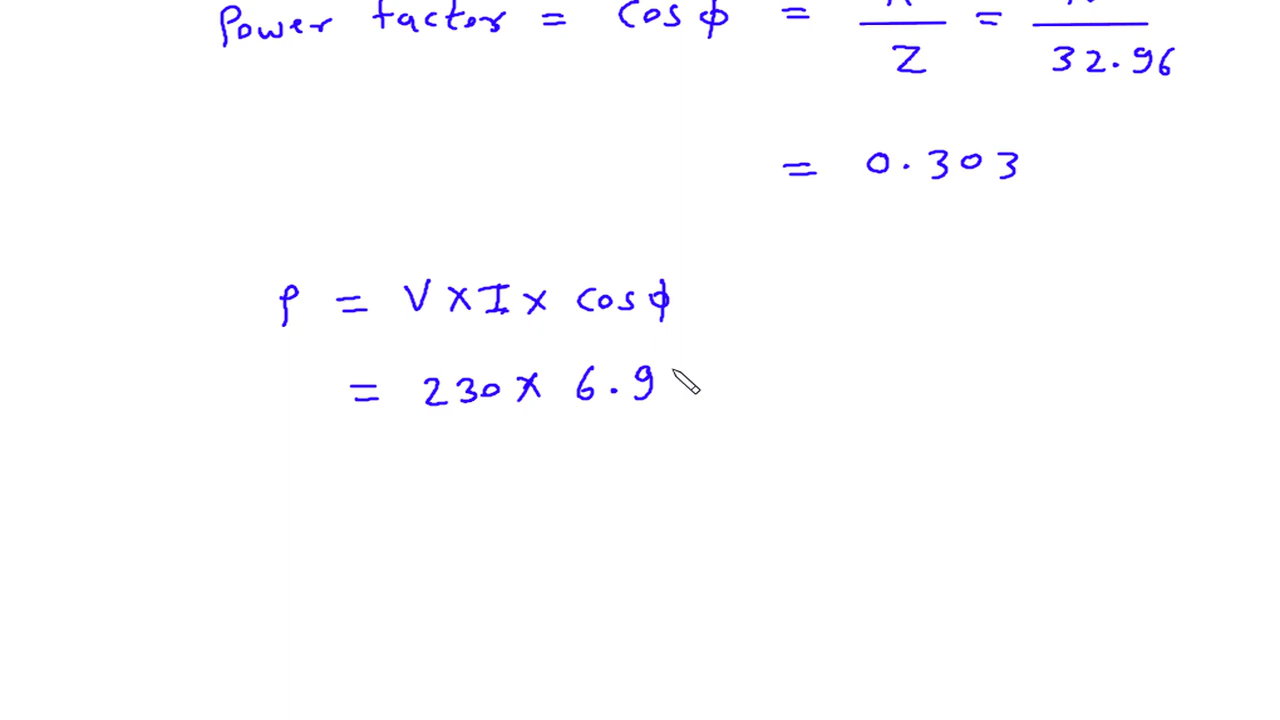 Power factor = cos φ = / Z = / 32.96
= 0.303
P = V × I × cos φ
= 230 × 6.9